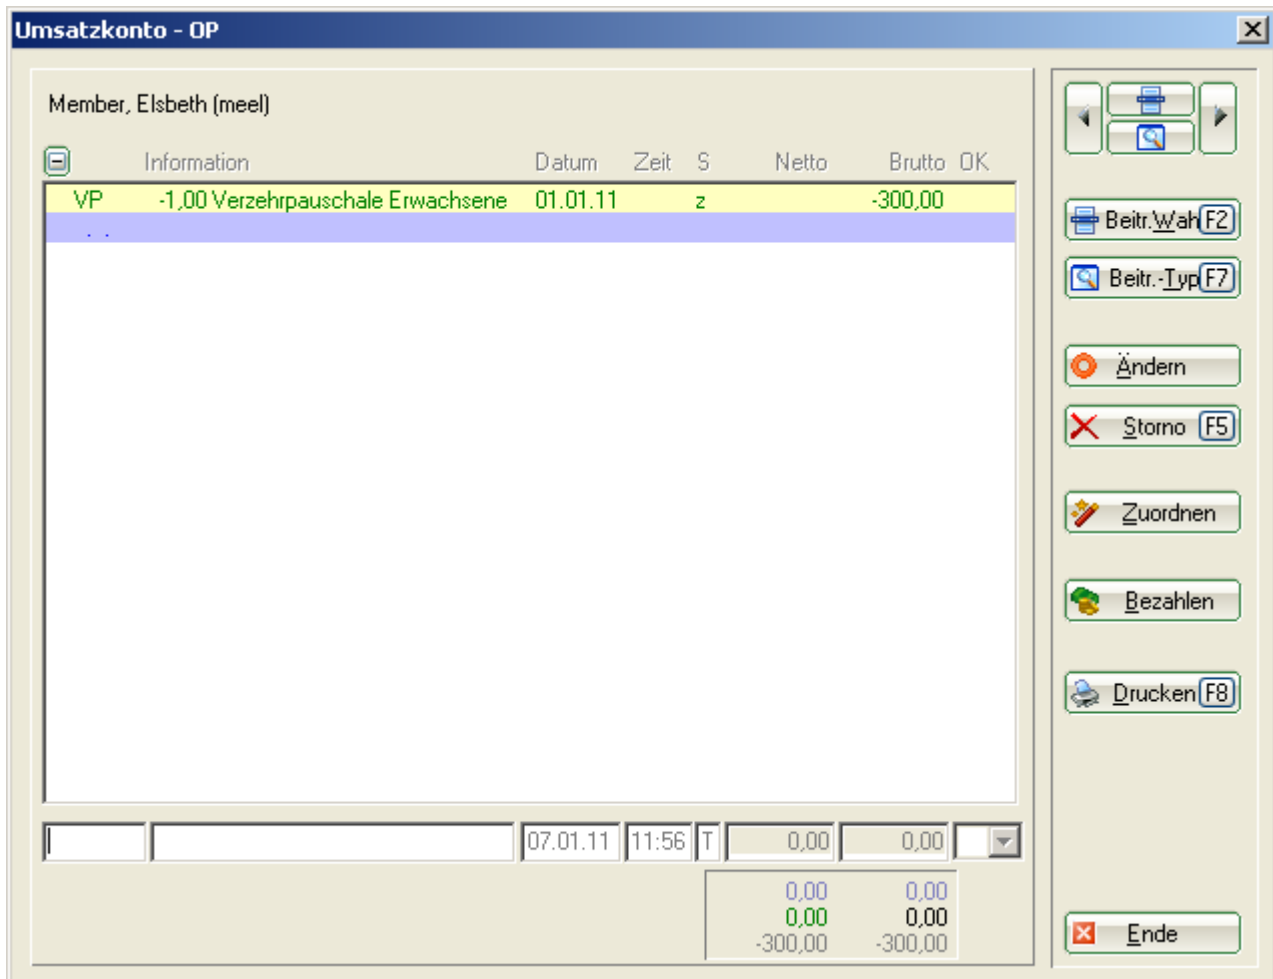 Umsatzkonto - OP
Member, Elsbeth (meel)
Information Datum Zeit S Netto Brutto OK
VP -1,00 Verzehrpauschale Erwachsene 01.01.11 z -300,00
. .
07.01.11 11:56 T 0,00 0,00
0,00 0,00
0,00 0,00
-300,00 -300,00
Beitr.Wah F2
Beitr.-Typ F7
Ändern
Storno F5
Zuordnen
Bezahlen
Drucken F8
Ende